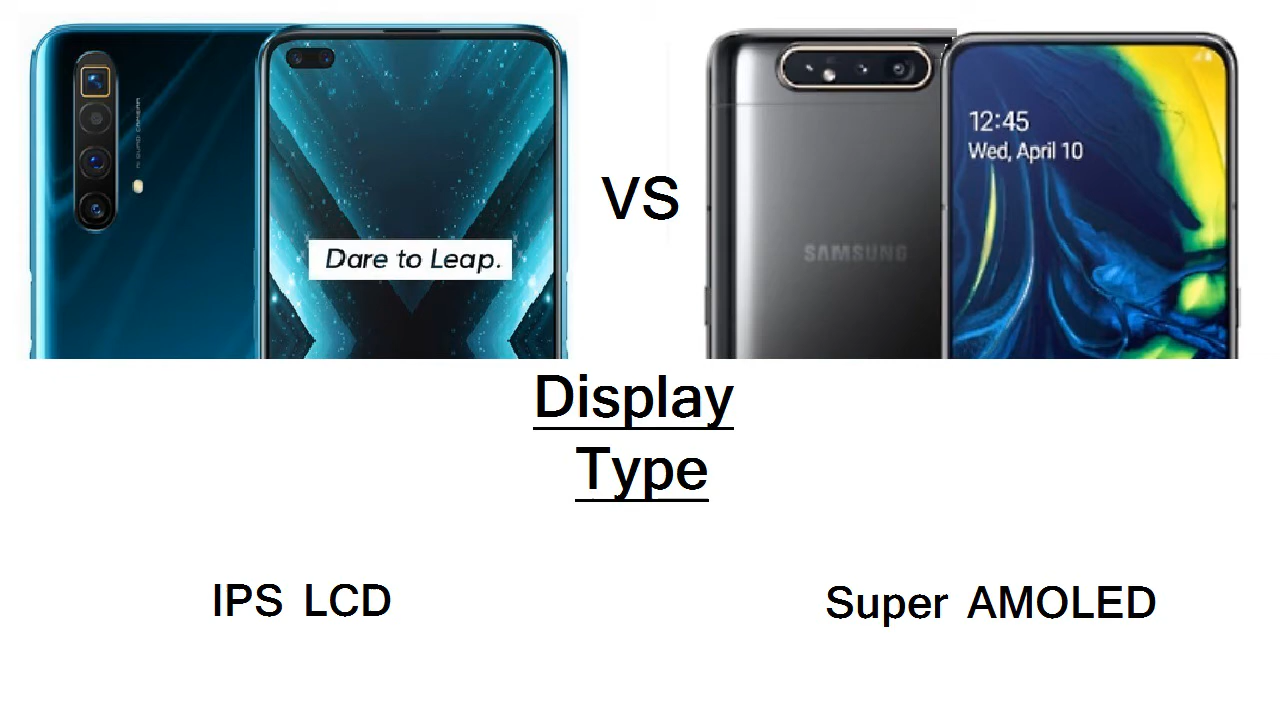 Dare to Leap.
VS
SAMSUNG
12:45
Wed, April 10
Display
Type
IPS LCD
Super AMOLED